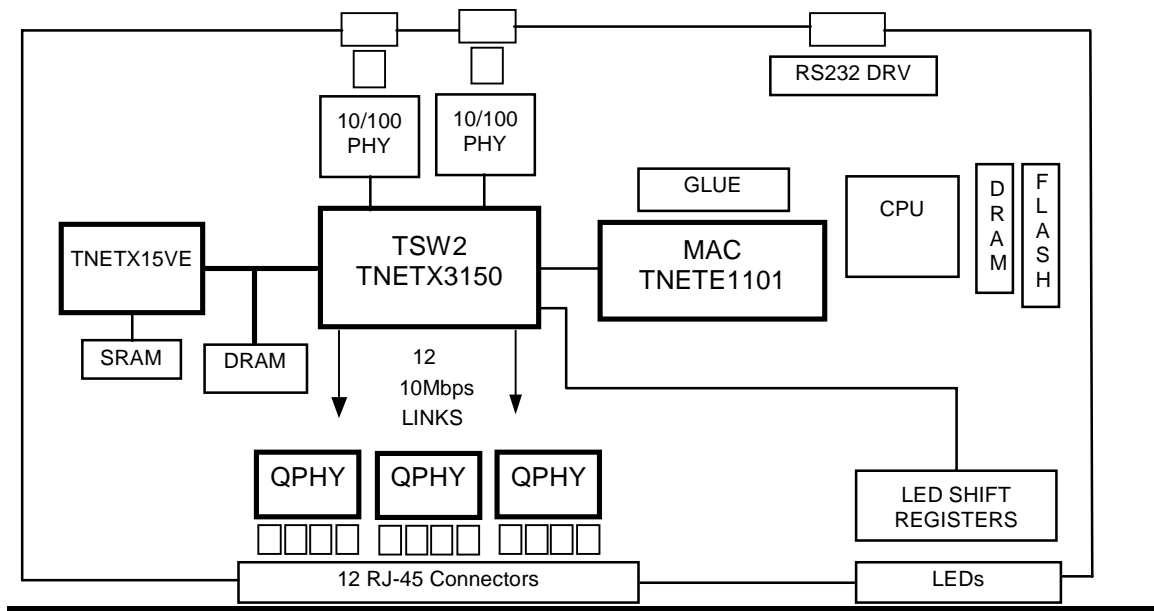 RS232 DRV
10/100
PHY
10/100
PHY
GLUE
CPU
D
R
A
M
F
L
A
S
H
TNETX15VE
TSW2
TNETX3150
MAC
TNETE1101
SRAM
DRAM
12
10Mbps
LINKS
QPHY
QPHY
QPHY
LED SHIFT
REGISTERS
12 RJ-45 Connectors
LEDs